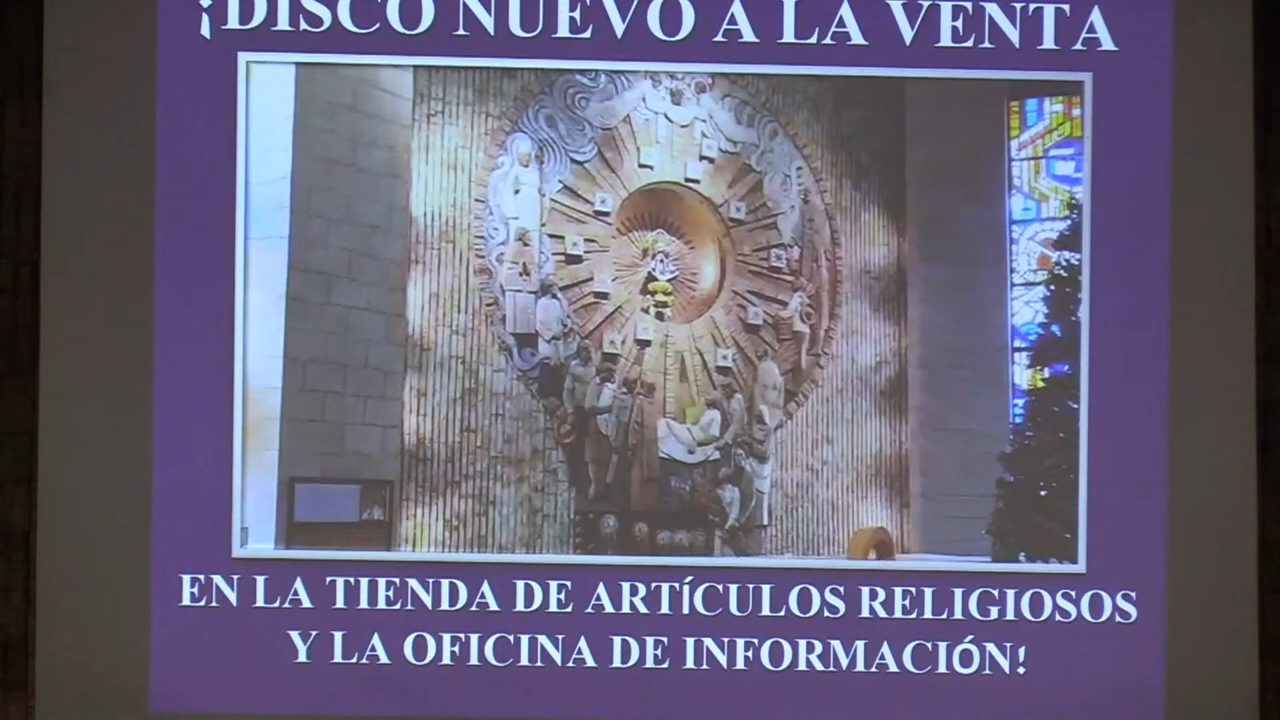 ¡DISCO NUEVO A LA VENTA
EN LA TIENDA DE ARTÍCULOS RELIGIOSOS
Y LA OFICINA DE INFORMACIÓN!